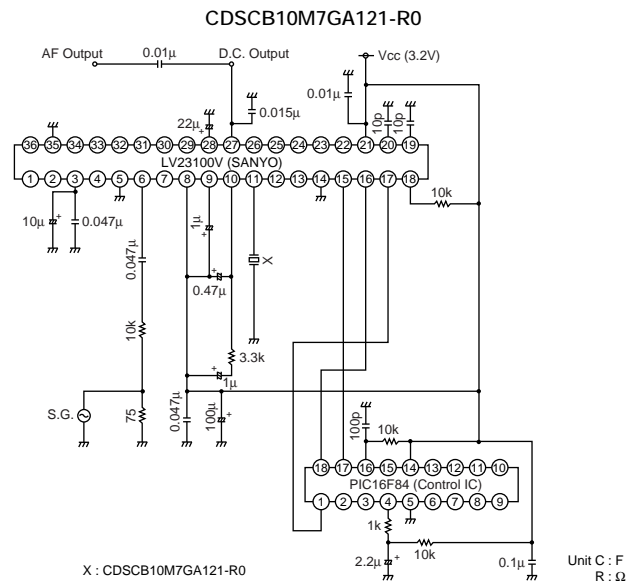 CDSCB10M7GA121-R0
AF Output
0.01µ
D.C. Output
Vcc (3.2V)
0.01µ
0.015µ
22µ
+
10p
10p
36 35 34 33 32 31 30 29 28 27 26 25 24 23 22 21 20 19
LV23100V (SANYO)
1 2 3 4 5 6 7 8 9 10 11 12 13 14 15 16 17 18
10k
10µ
+
0.047µ
0.047µ
1µ
+
+
0.47µ
X
10k
3.3k
+
1µ
S.G.
75
0.047µ
100µ
+
100p
10k
18 17 16 15 14 13 12 11 10
PIC16F84 (Control IC)
1 2 3 4 5 6 7 8 9
1k
10k
2.2µ
+
0.1µ
X : CDSCB10M7GA121-R0
Unit C : F
R : Ω